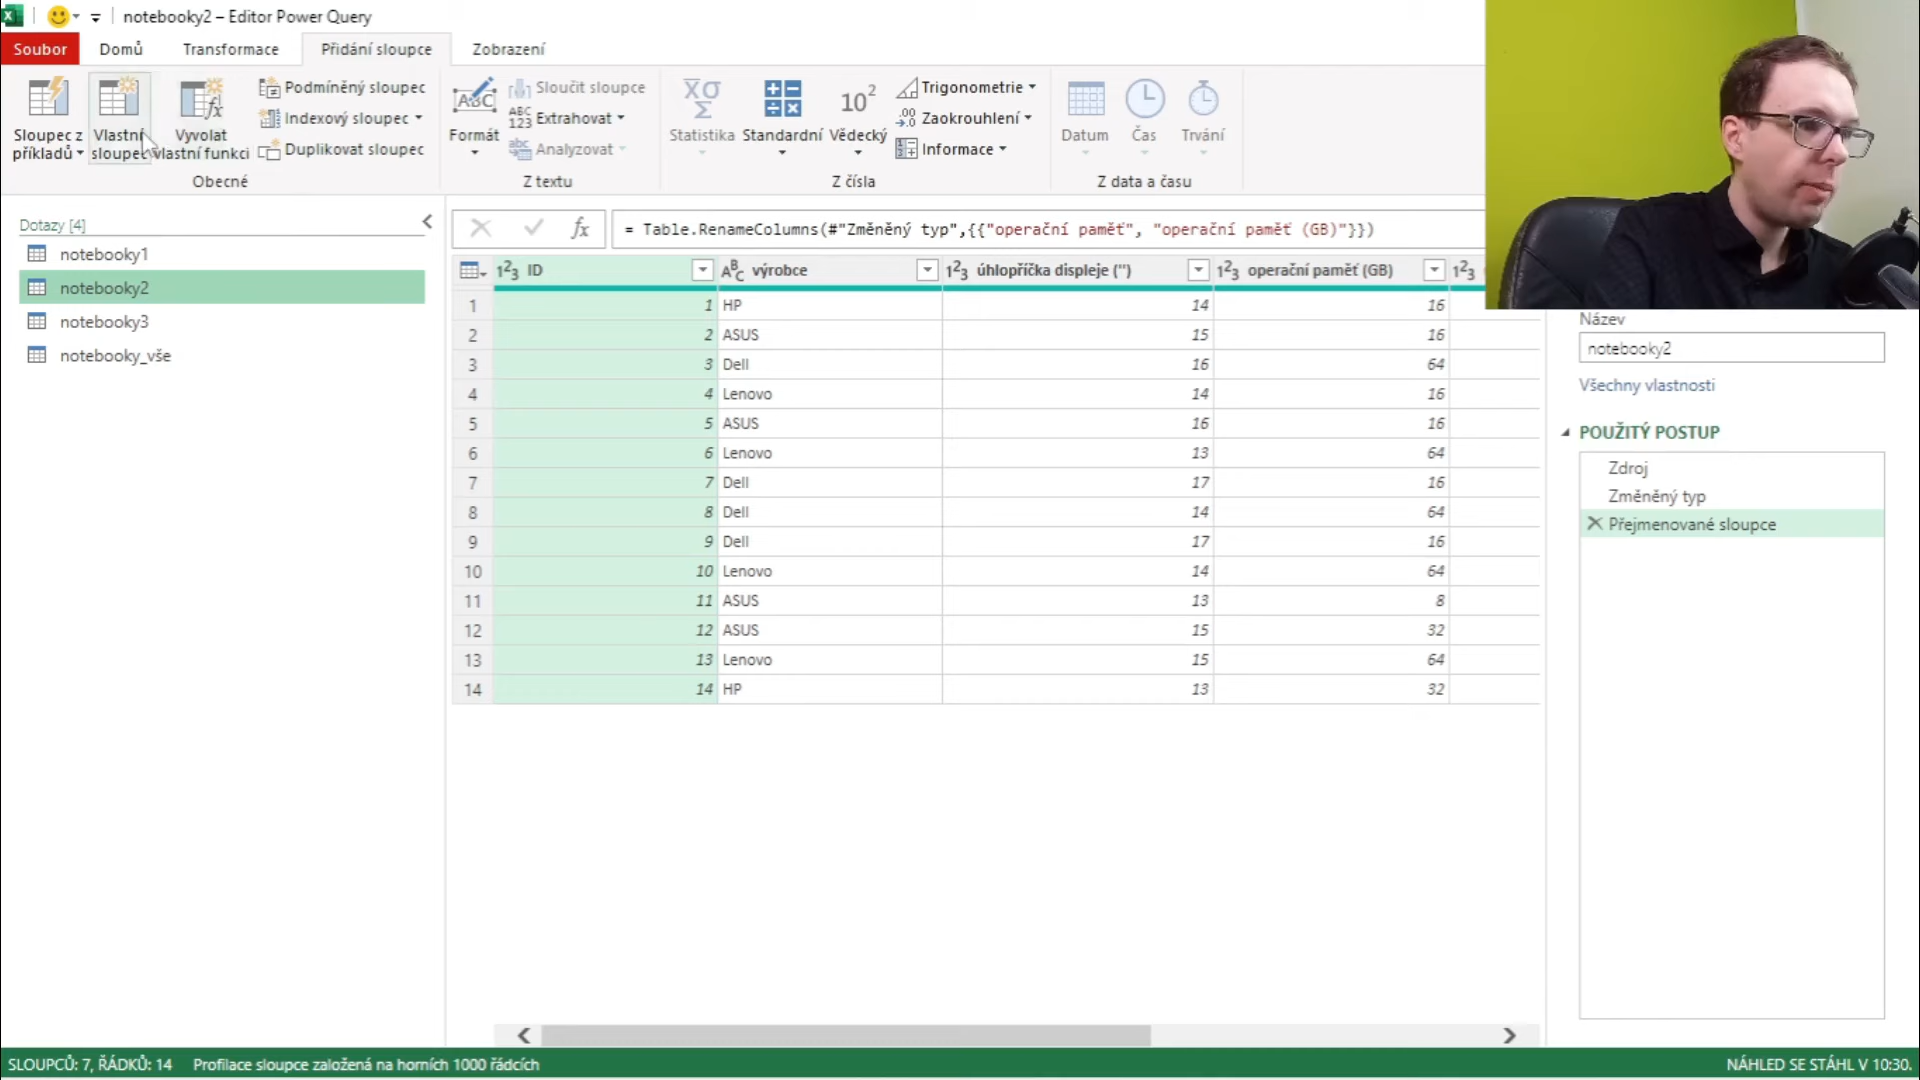 notebooky2 – Editor Power Query
Soubor Domů Transformace Přidání sloupce Zobrazení
Sloupec z příkladů
Vlastní sloupec
Vyvolat vlastní funkci
Podmíněný sloupec
Indexový sloupec
Duplikovat sloupec
Obecné
Formát
Sloučit sloupce
Extrahovat
Analyzovat
Z textu
Statistika
Standardní
Vědecký
Trigonometrie
Zaokrouhlení
Informace
Z čísla
Datum
Čas
Trvání
Z data a času
Dotazy [4]
notebooky1
notebooky2
notebooky3
notebooky_vše
= Table.RenameColumns(#"Změněný typ",{{"operační paměť", "operační paměť (GB)"}})
ID výrobce úhlopříčka displeje (") operační paměť (GB)
1 1 HP 14 16
2 2 ASUS 15 16
3 3 Dell 16 64
4 4 Lenovo 14 16
5 5 ASUS 16 16
6 6 Lenovo 13 64
7 7 Dell 17 16
8 8 Dell 14 64
9 9 Dell 17 16
10 10 Lenovo 14 64
11 11 ASUS 13 8
12 12 ASUS 15 32
13 13 Lenovo 15 64
14 14 HP 13 32
Název
notebooky2
Všechny vlastnosti
POUŽITÝ POSTUP
Zdroj
Změněný typ
Přejmenované sloupce
SLOUPCŮ: 7, ŘÁDKŮ: 14 Profilace sloupce založená na horních 1000 řádcích
NÁHLED SE STÁHL V 10:30.